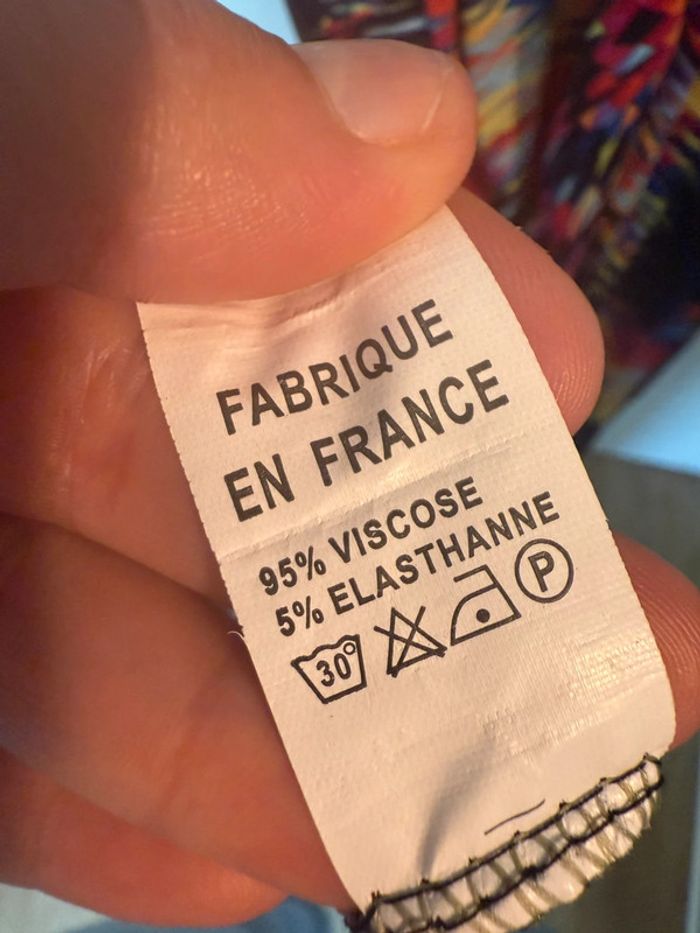 FABRIQUE
EN FRANCE
95% VISCOSE
5% ELASTHANNE
30° P